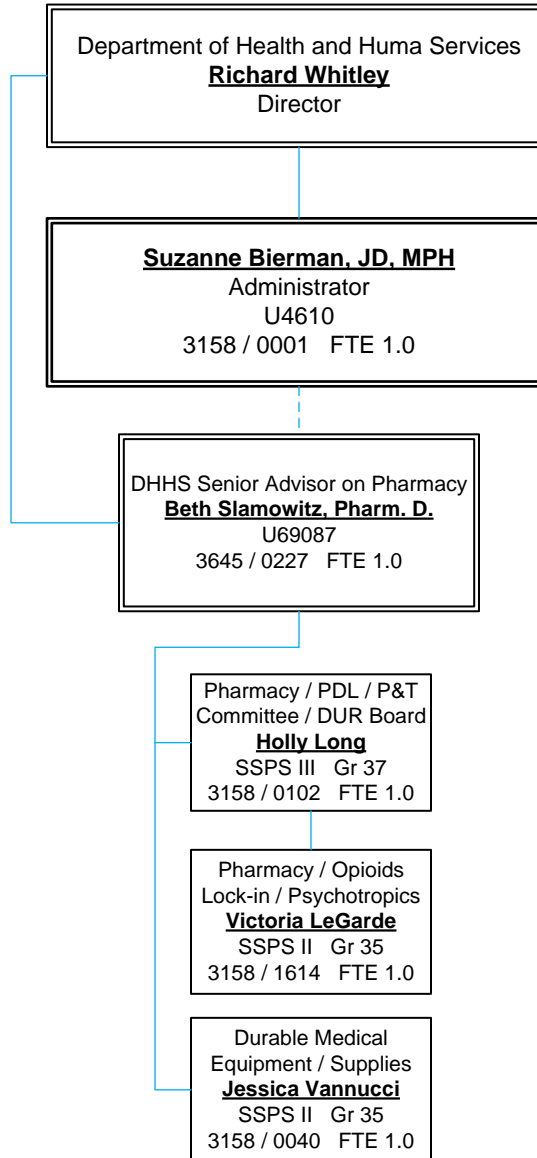 Department of Health and Huma Services
Richard Whitley
Director
Suzanne Bierman, JD, MPH
Administrator
U4610
3158 / 0001 FTE 1.0
DHHS Senior Advisor on Pharmacy
Beth Slamowitz, Pharm. D.
U69087
3645 / 0227 FTE 1.0
Pharmacy / PDL / P&T
Committee / DUR Board
Holly Long
SSPS III Gr 37
3158 / 0102 FTE 1.0
Pharmacy / Opioids
Lock-in / Psychotropics
Victoria LeGarde
SSPS II Gr 35
3158 / 1614 FTE 1.0
Durable Medical
Equipment / Supplies
Jessica Vannucci
SSPS II Gr 35
3158 / 0040 FTE 1.0